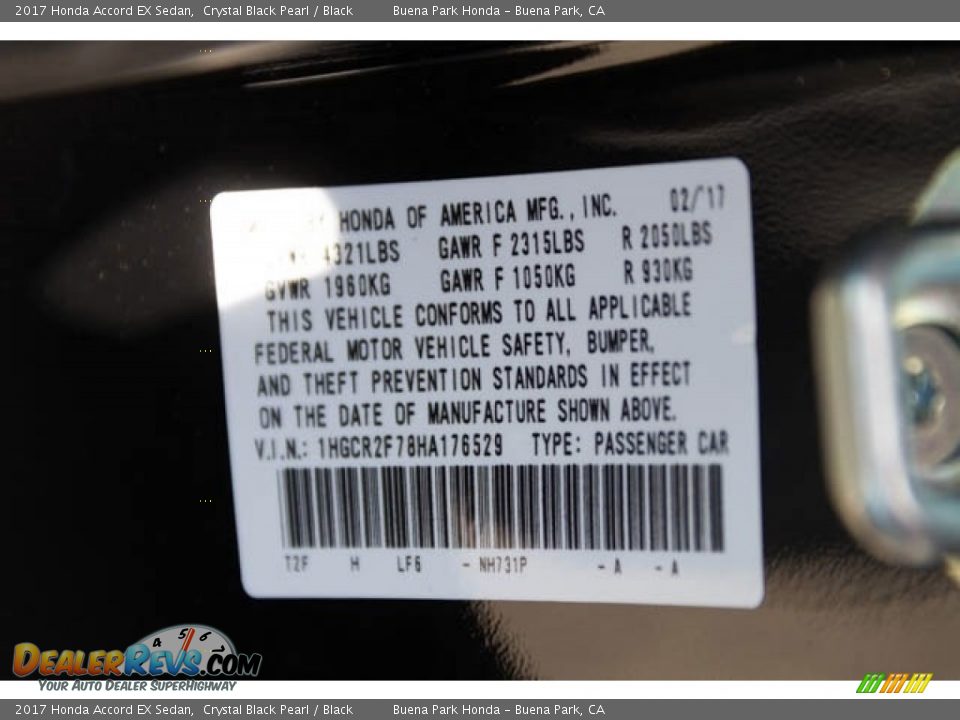 2017 Honda Accord EX Sedan, Crystal Black Pearl / Black Buena Park Honda – Buena Park, CA
BY HONDA OF AMERICA MFG., INC. 02/17
4321LBS GAWR F 2315LBS R 2050LBS
GVWR 1960KG GAWR F 1050KG R 930KG
THIS VEHICLE CONFORMS TO ALL APPLICABLE
FEDERAL MOTOR VEHICLE SAFETY, BUMPER,
AND THEFT PREVENTION STANDARDS IN EFFECT
ON THE DATE OF MANUFACTURE SHOWN ABOVE.
V.I.N.: 1HGCR2F78HA176529 TYPE: PASSENGER CAR
T2F H LF6 - NH731P - A - A
4 5 6
DEALERREVS.COM
YOUR AUTO DEALER SUPERHIGHWAY
2017 Honda Accord EX Sedan, Crystal Black Pearl / Black Buena Park Honda – Buena Park, CA